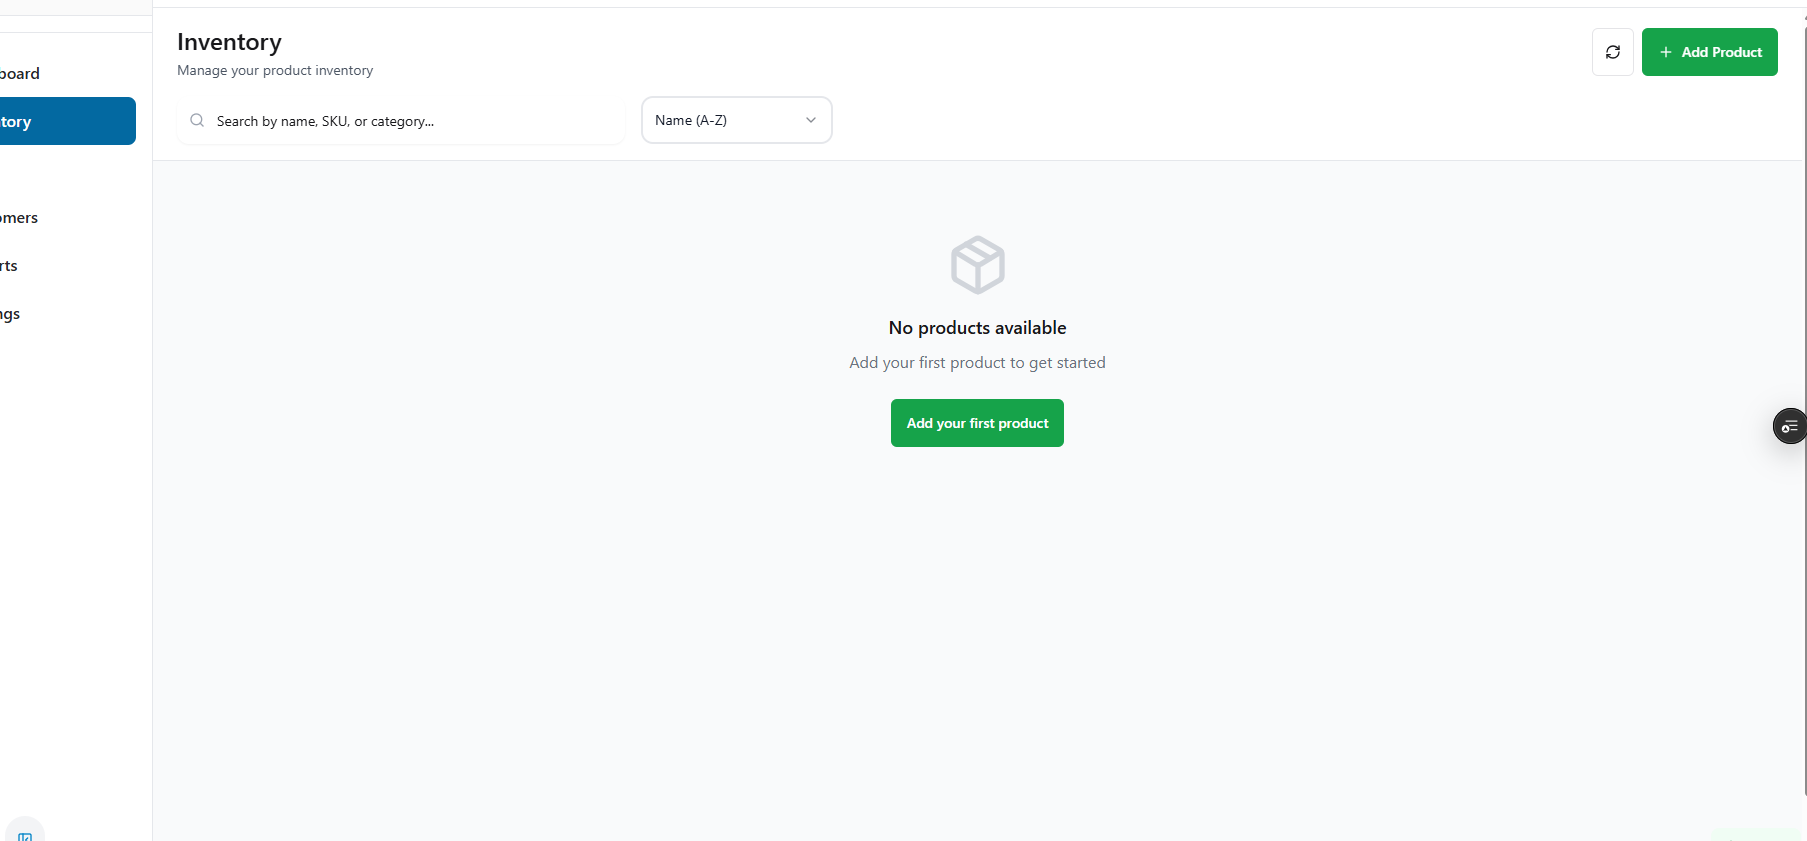 board
tory
omers
rts
ngs
Inventory
Manage your product inventory
Add Product
Search by name, SKU, or category...
Name (A-Z)
No products available
Add your first product to get started
Add your first product